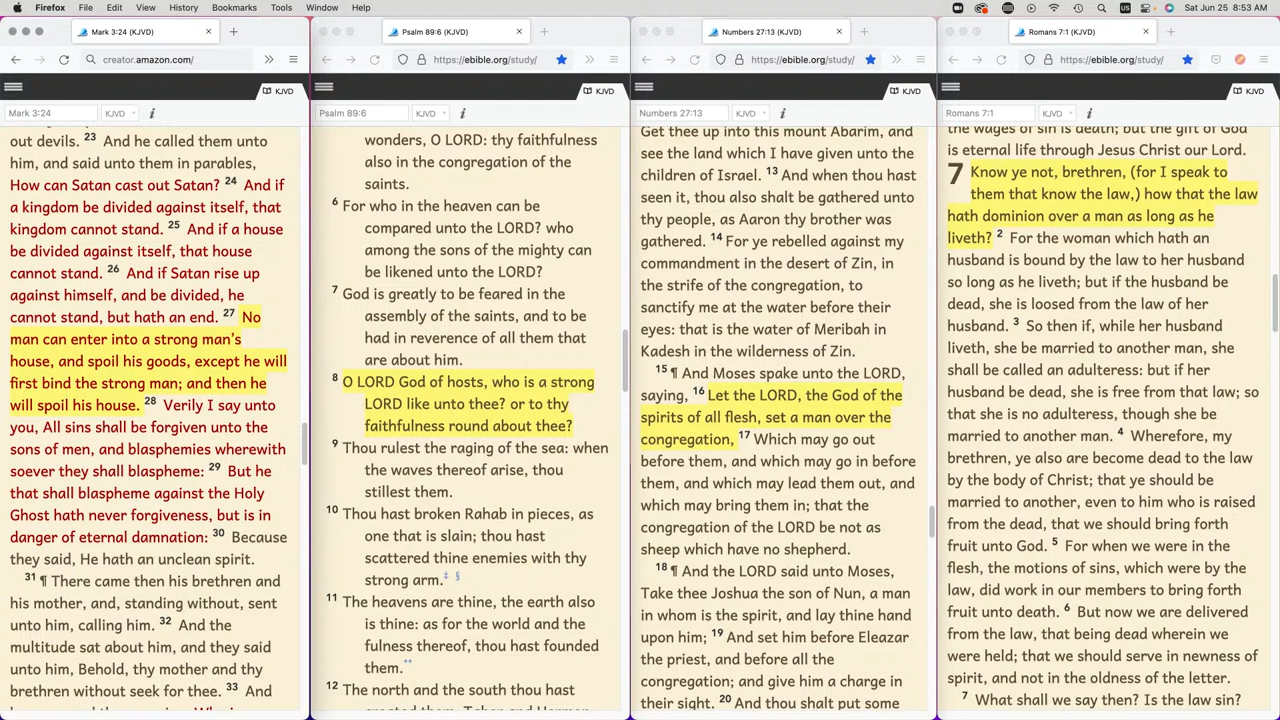 Firefox File Edit View History Bookmarks Tools Window Help Sat Jun 25 8:53 AM
Mark 3:24 (KJVD)
creator.amazon.com/
KJVD
Mark 3:24 KJVD
out devils. 23 And he called them unto
him, and said unto them in parables,
How can Satan cast out Satan? 24 And if
a kingdom be divided against itself, that
kingdom cannot stand. 25 And if a house
be divided against itself, that house
cannot stand. 26 And if Satan rise up
against himself, and be divided, he
cannot stand, but hath an end. 27 No
man can enter into a strong man's
house, and spoil his goods, except he will
first bind the strong man; and then he
will spoil his house. 28 Verily I say unto
you, All sins shall be forgiven unto the
sons of men, and blasphemies wherewith
soever they shall blaspheme: 29 But he
that shall blaspheme against the Holy
Ghost hath never forgiveness, but is in
danger of eternal damnation: 30 Because
they said, He hath an unclean spirit.
31 ¶ There came then his brethren and
his mother, and, standing without, sent
unto him, calling him. 32 And the
multitude sat about him, and they said
unto him, Behold, thy mother and thy
brethren without seek for thee. 33 And
Psalm 89:6 (KJVD)
https://ebible.org/study/
KJVD
Psalm 89:6 KJVD
wonders, O LORD: thy faithfulness
also in the congregation of the
saints.
6 For who in the heaven can be
compared unto the LORD? who
among the sons of the mighty can
be likened unto the LORD?
7 God is greatly to be feared in the
assembly of the saints, and to be
had in reverence of all them that
are about him.
8 O LORD God of hosts, who is a strong
LORD like unto thee? or to thy
faithfulness round about thee?
9 Thou rulest the raging of the sea: when
the waves thereof arise, thou
stillest them.
10 Thou hast broken Rahab in pieces, as
one that is slain; thou hast
scattered thine enemies with thy
strong arm.‡ §
11 The heavens are thine, the earth also
is thine: as for the world and the
fulness thereof, thou hast founded
them.**
12 The north and the south thou hast
Numbers 27:13 (KJVD)
https://ebible.org/study/
KJVD
Numbers 27:13 KJVD
Get thee up into this mount Abarim, and
see the land which I have given unto the
children of Israel. 13 And when thou hast
seen it, thou also shalt be gathered unto
thy people, as Aaron thy brother was
gathered. 14 For ye rebelled against my
commandment in the desert of Zin, in
the strife of the congregation, to
sanctify me at the water before their
eyes: that is the water of Meribah in
Kadesh in the wilderness of Zin.
15 ¶ And Moses spake unto the LORD,
saying, 16 Let the LORD, the God of the
spirits of all flesh, set a man over the
congregation, 17 Which may go out
before them, and which may go in before
them, and which may lead them out, and
which may bring them in; that the
congregation of the LORD be not as
sheep which have no shepherd.
18 ¶ And the LORD said unto Moses,
Take thee Joshua the son of Nun, a man
in whom is the spirit, and lay thine hand
upon him; 19 And set him before Eleazar
the priest, and before all the
congregation; and give him a charge in
their sight. 20 And thou shalt put some
Romans 7:1 (KJVD)
https://ebible.org/study/
KJVD
Romans 7:1 KJVD
the wages of sin is death; but the gift of God
is eternal life through Jesus Christ our Lord.
7 Know ye not, brethren, (for I speak to
them that know the law,) how that the law
hath dominion over a man as long as he
liveth? 2 For the woman which hath an
husband is bound by the law to her husband
so long as he liveth; but if the husband be
dead, she is loosed from the law of her
husband. 3 So then if, while her husband
liveth, she be married to another man, she
shall be called an adulteress: but if her
husband be dead, she is free from that law; so
that she is no adulteress, though she be
married to another man. 4 Wherefore, my
brethren, ye also are become dead to the law
by the body of Christ; that ye should be
married to another, even to him who is raised
from the dead, that we should bring forth
fruit unto God. 5 For when we were in the
flesh, the motions of sins, which were by the
law, did work in our members to bring forth
fruit unto death. 6 But now we are delivered
from the law, that being dead wherein we
were held; that we should serve in newness of
spirit, and not in the oldness of the letter.
7 What shall we say then? Is the law sin?